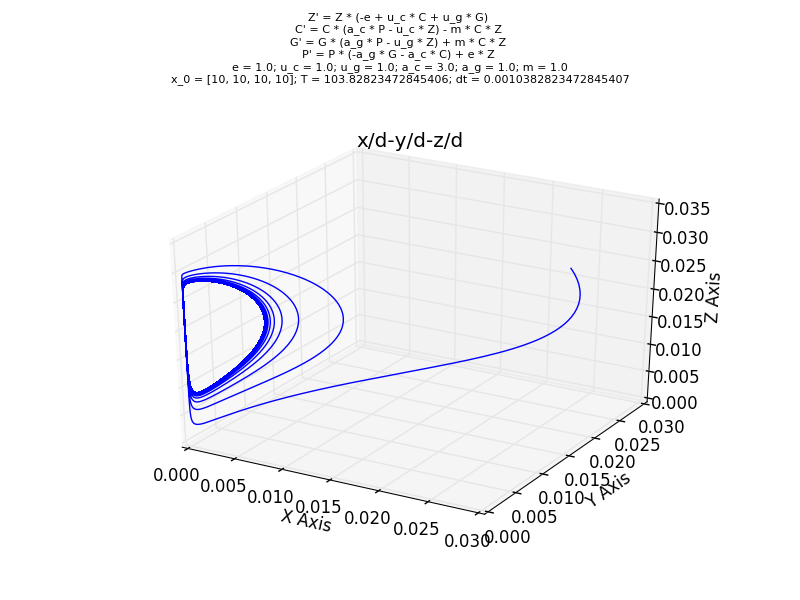 Z' = Z * (-e + u_c * C + u_g * G)
C' = C * (a_c * P - u_c * Z) - m * C * Z
G' = G * (a_g * P - u_g * Z) + m * C * Z
P' = P * (-a_g * G - a_c * C) + e * Z
e = 1.0; u_c = 1.0; u_g = 1.0; a_c = 3.0; a_g = 1.0; m = 1.0
x_0 = [10, 10, 10, 10]; T = 103.82823472845406; dt = 0.0010382823472845407
x/d-y/d-z/d
0.035
0.030
0.025
0.020
0.015
0.010
0.005
0.000
Z Axis
0.030
0.025
0.020
0.015
0.010
0.005
0.000
Y Axis
0.000
0.005
0.010
0.015
0.020
0.025
0.030
X Axis